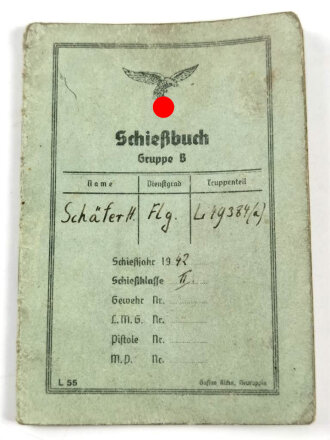 Schießbuch
Gruppe B
Name Dienstgrad Truppenteil
Schäfer H. Flg. L 49384(a)
Schießjahr 1942
Schießklasse II.
Gewehr Nr.
L.M.G. Nr.
Pistole Nr.
M.P. Nr.
L 55